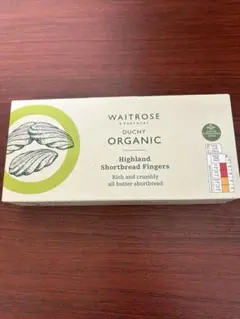 WAITROSE
& PARTNERS
DUCHY
ORGANIC
Highland
Shortbread Fingers
Rich and crumbly
all butter shortbread